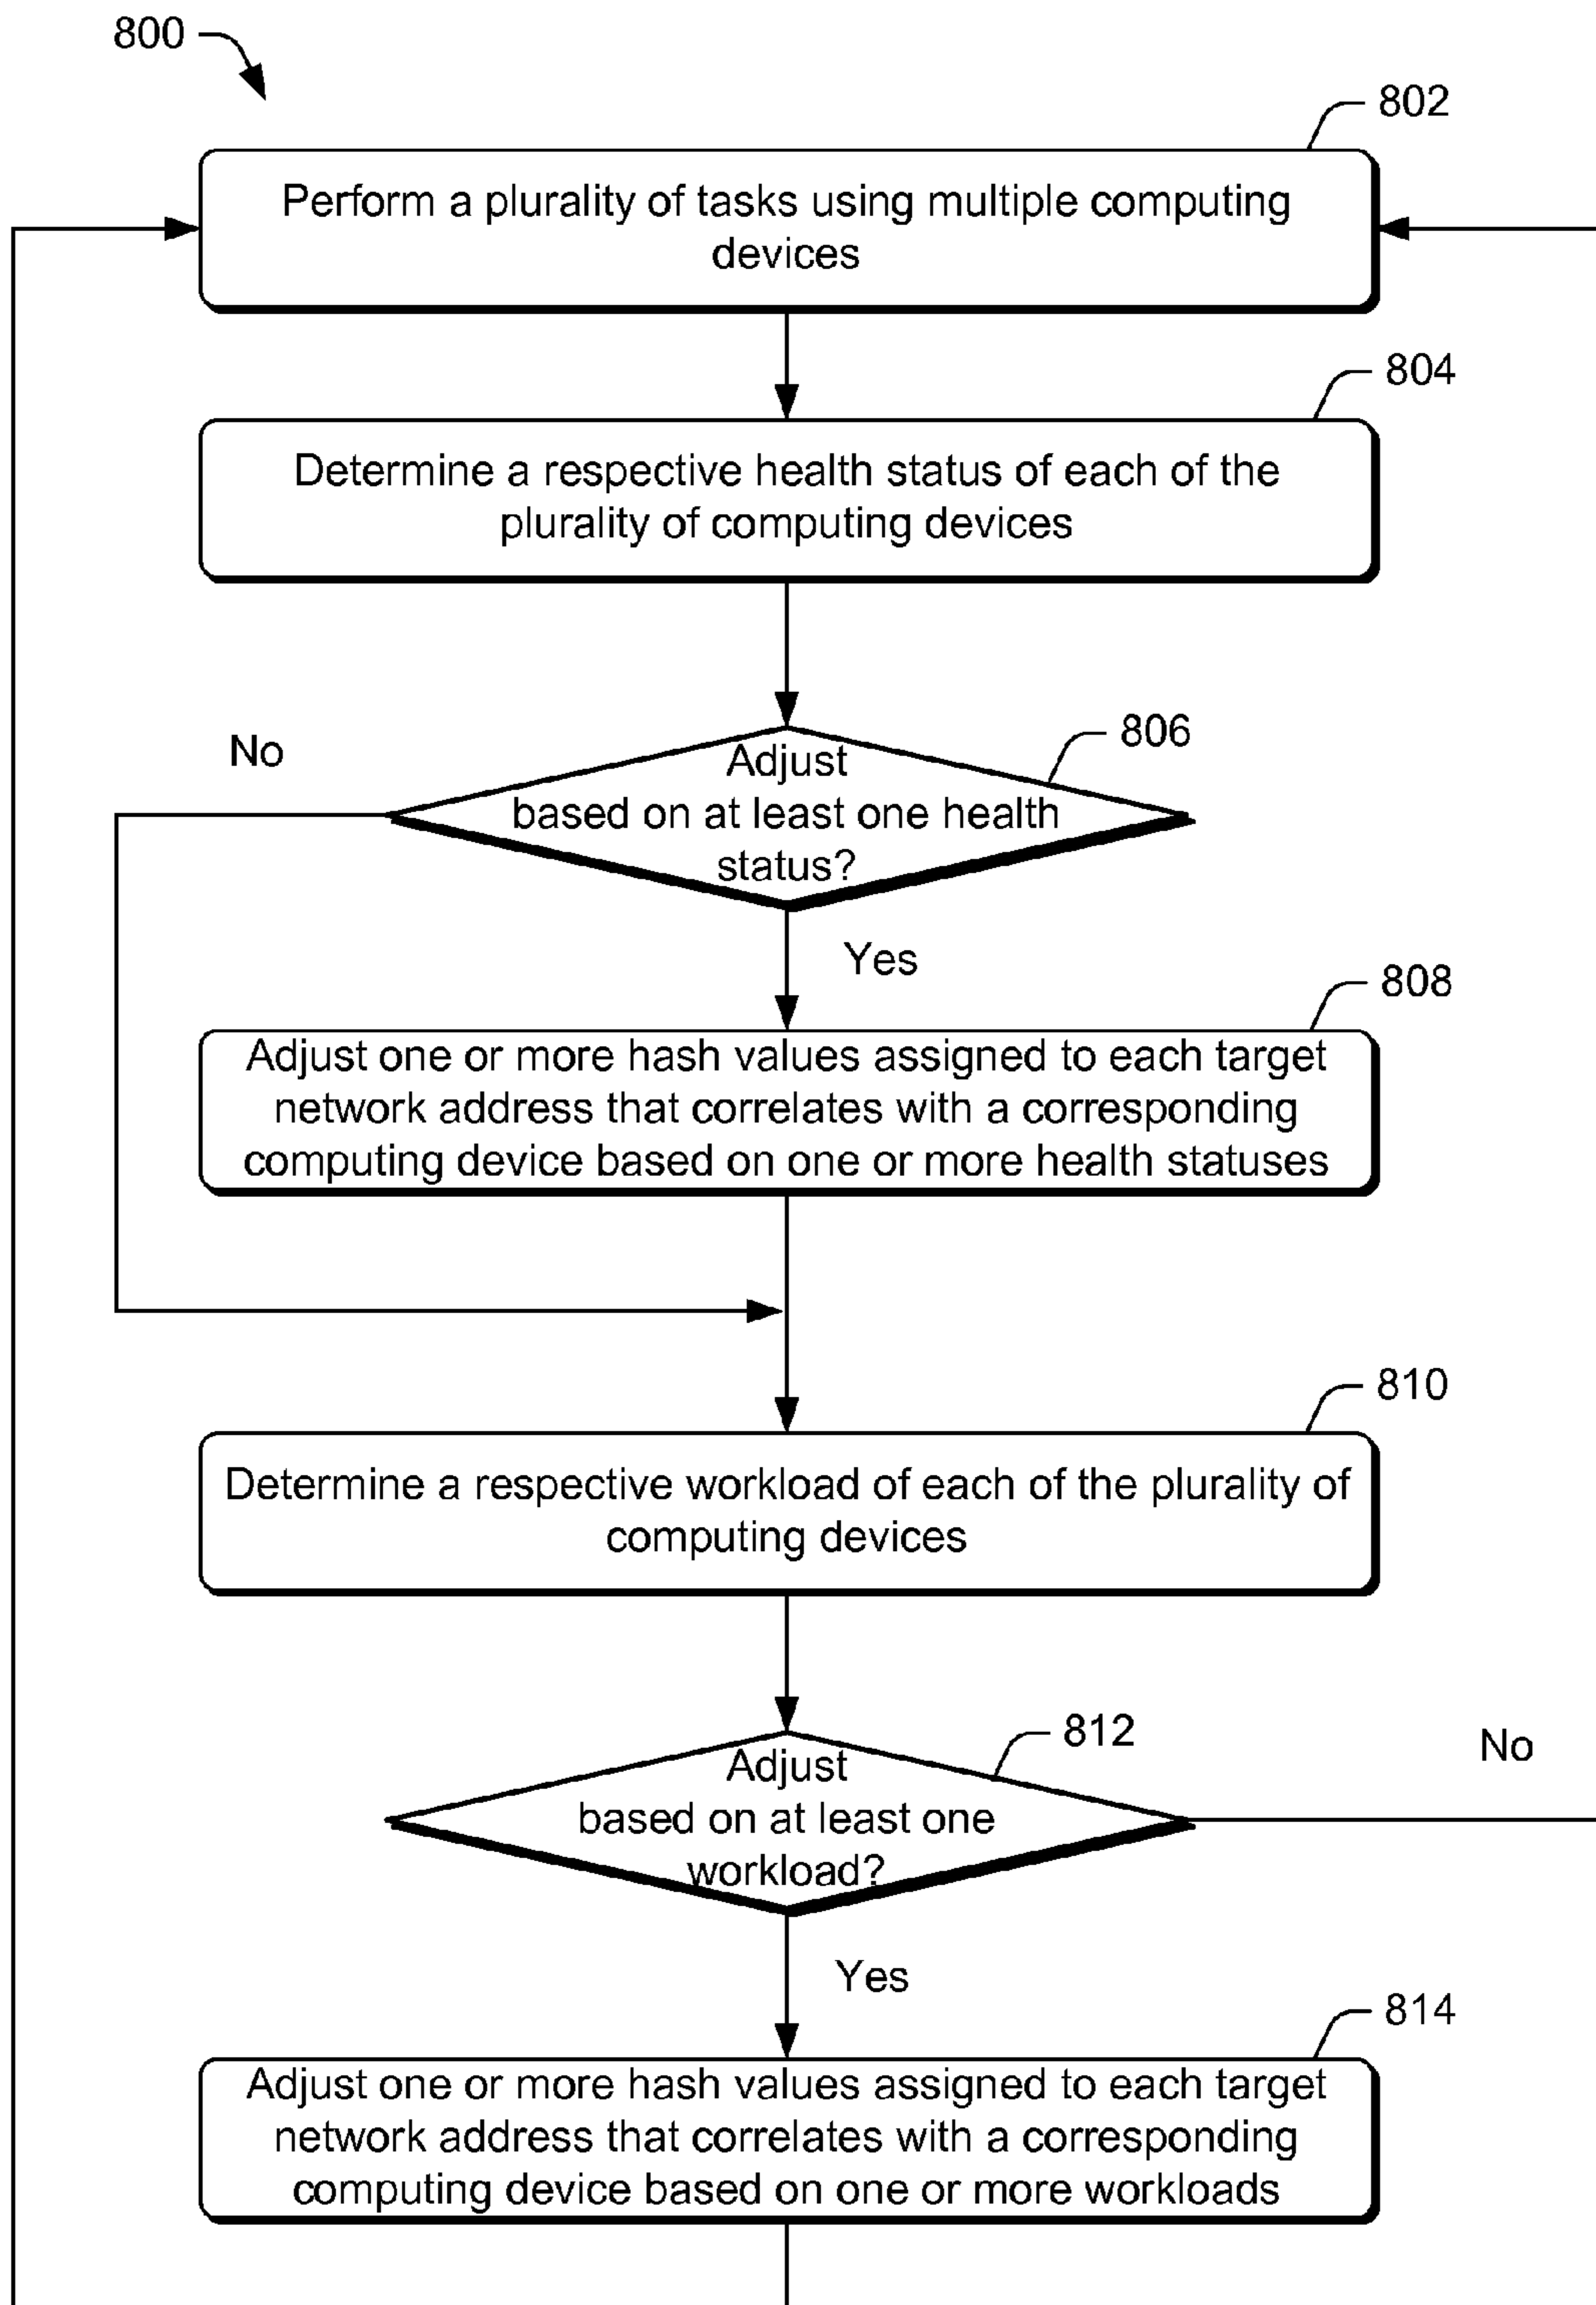 800
802
Perform a plurality of tasks using multiple computing
devices
804
Determine a respective health status of each of the
plurality of computing devices
806
No
Adjust
based on at least one health
status?
Yes
808
Adjust one or more hash values assigned to each target
network address that correlates with a corresponding
computing device based on one or more health statuses
810
Determine a respective workload of each of the plurality of
computing devices
812
No
Adjust
based on at least one
workload?
Yes
814
Adjust one or more hash values assigned to each target
network address that correlates with a corresponding
computing device based on one or more workloads